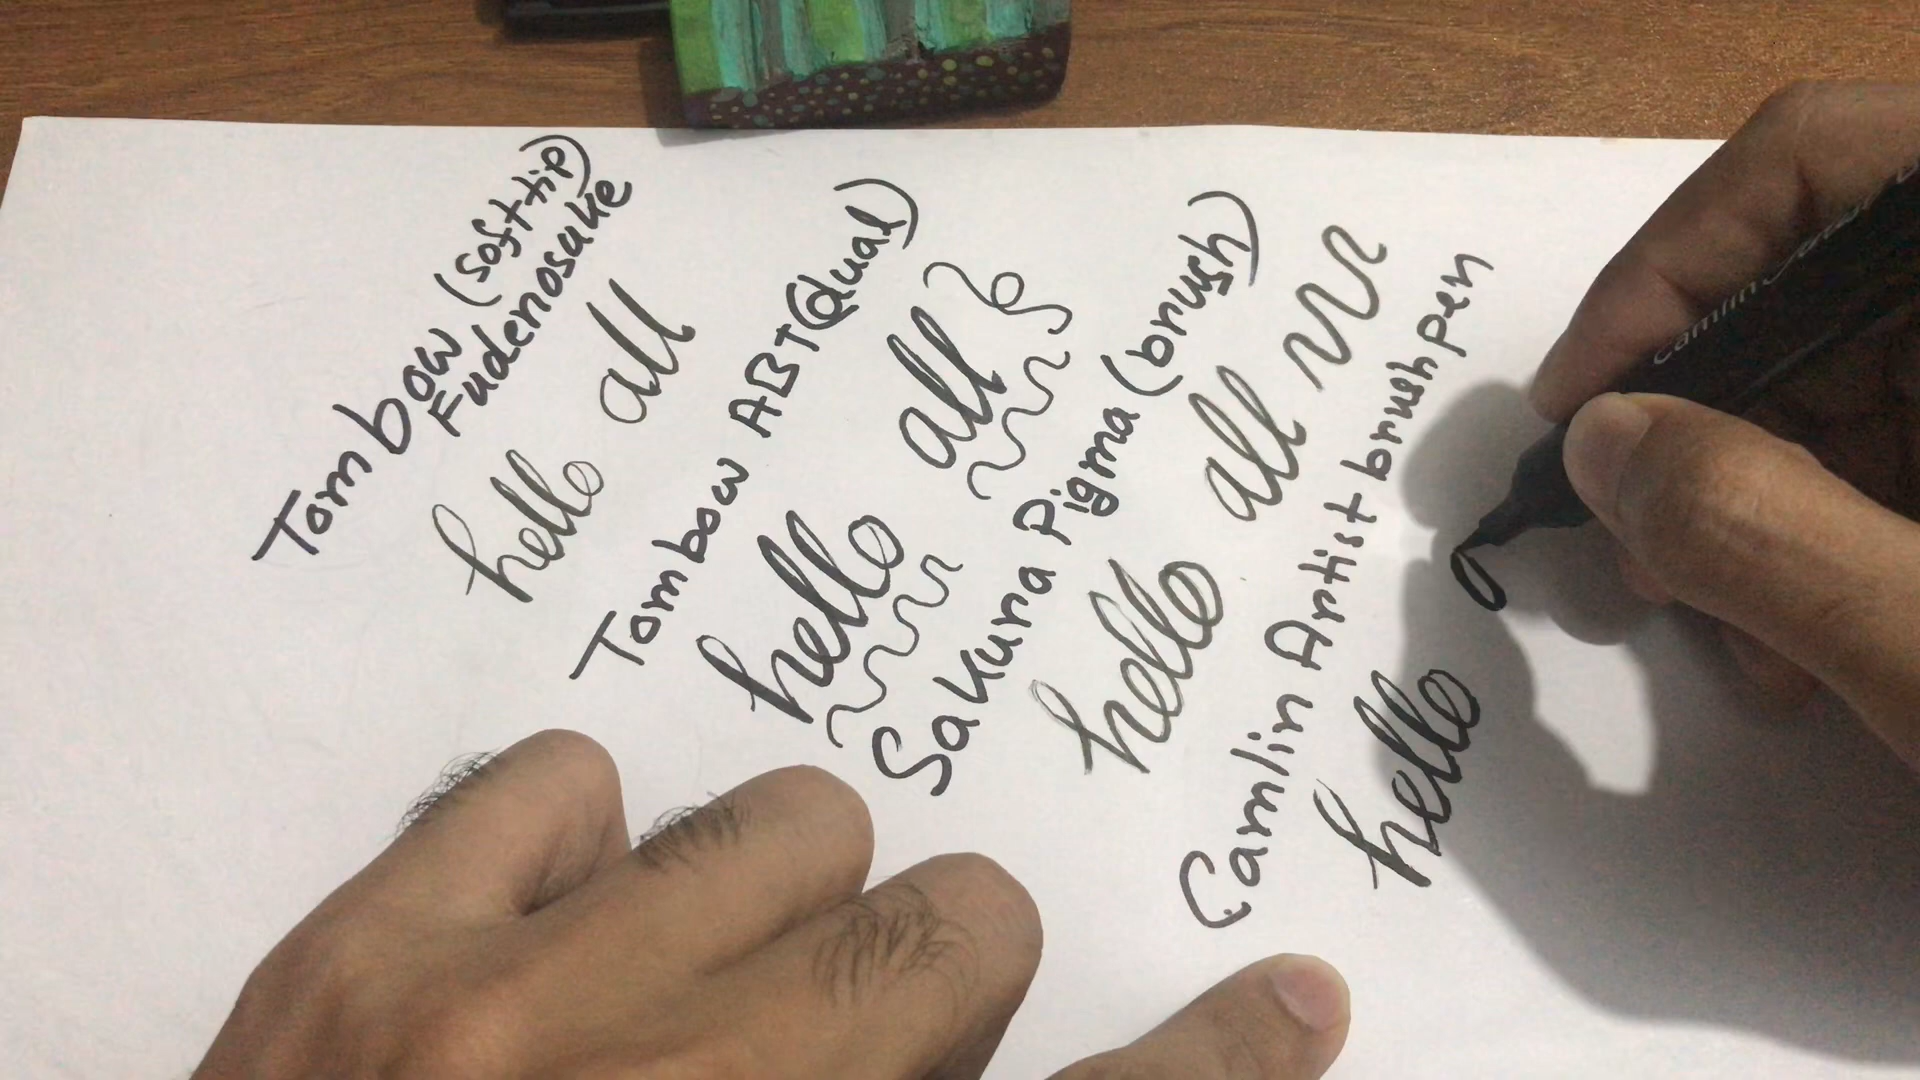 Tombow (soft tip)
Fudenosuke
hello all
Tombow ABT (dual)
hello all
Sakura Pigma (brush)
hello all
Camlin Artist brush pen
hello
Camlin